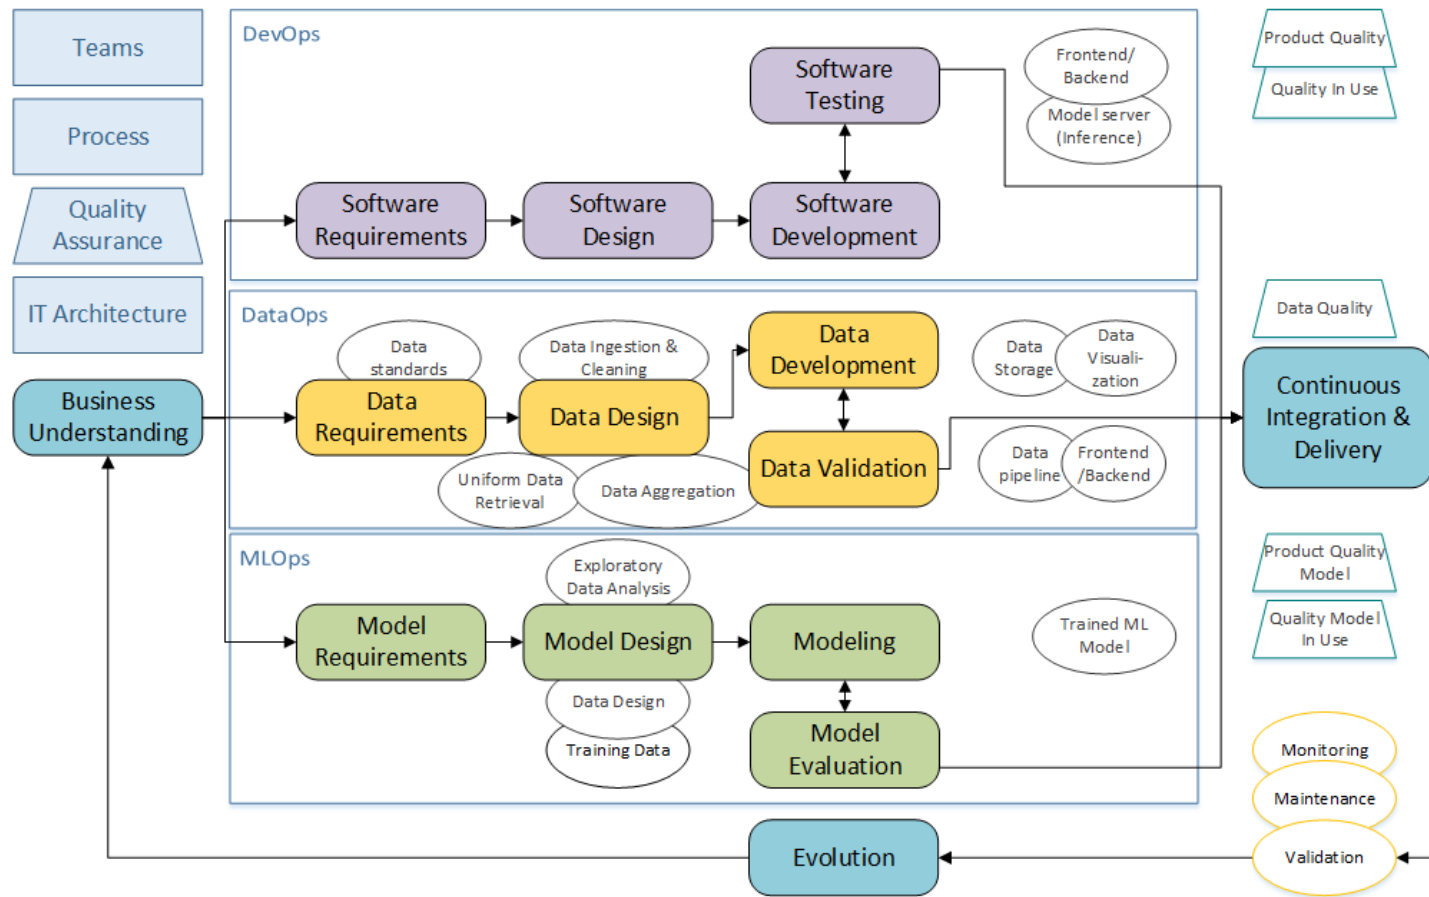 Teams
Process
Quality
Assurance
IT Architecture
Business
Understanding
DevOps
Software
Testing
Frontend/
Backend
Model server
(Inference)
Software
Requirements
Software
Design
Software
Development
Product Quality
Quality In Use
DataOps
Data
standards
Data Ingestion &
Cleaning
Data
Development
Data
Storage
Data
Visuali-
zation
Data
Requirements
Data Design
Uniform Data
Retrieval
Data Aggregation
Data Validation
Data
pipeline
Frontend
/Backend
Data Quality
Continuous
Integration &
Delivery
MLOps
Exploratory
Data Analysis
Model
Requirements
Model Design
Modeling
Trained ML
Model
Data Design
Training Data
Model
Evaluation
Product Quality
Model
Quality Model
In Use
Monitoring
Maintenance
Validation
Evolution